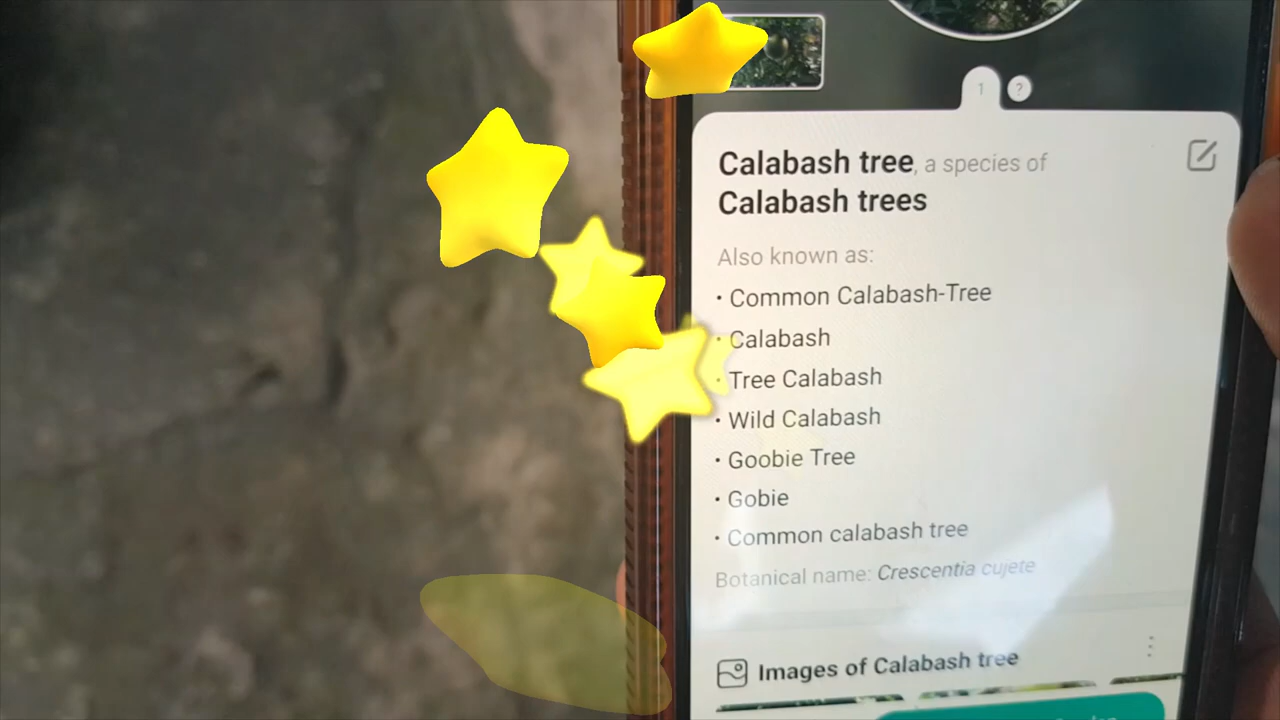 1 ?
Calabash tree, a species of
Calabash trees
Also known as:
· Common Calabash-Tree
· Calabash
· Tree Calabash
· Wild Calabash
· Goobie Tree
· Gobie
· Common calabash tree
Botanical name: Crescentia cujete
Images of Calabash tree